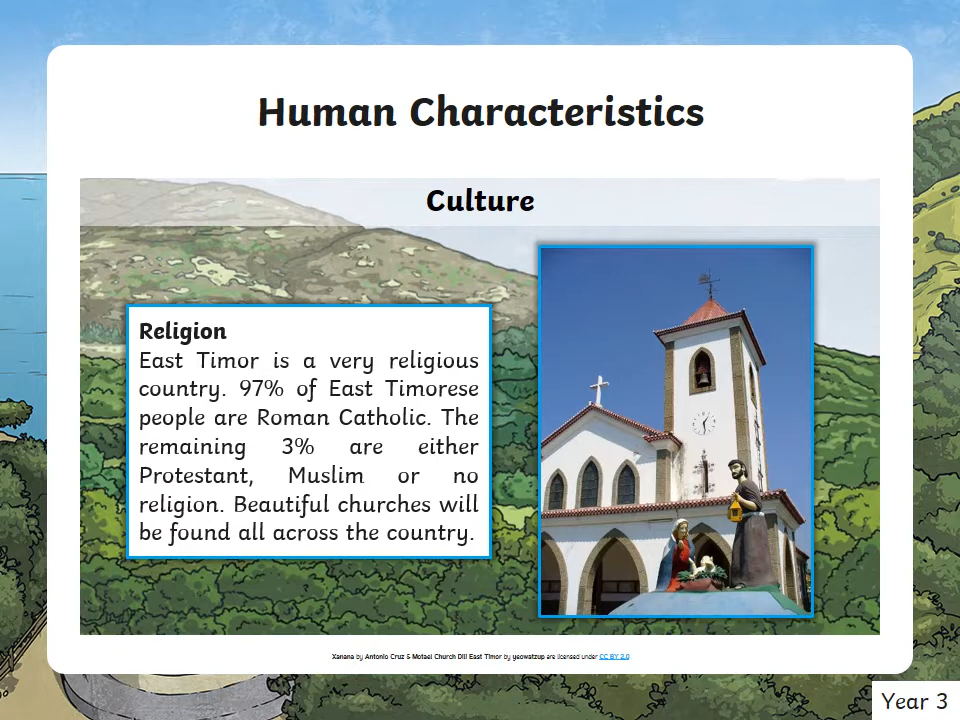 Human Characteristics
Culture
Religion
East Timor is a very religious
country. 97% of East Timorese
people are Roman Catholic. The
remaining 3% are either
Protestant, Muslim or no
religion. Beautiful churches will
be found all across the country.
Xanana by Antonio Cruz & Motael Church Dili East Timor by yeowatzup are licensed under CC BY 2.0
Year 3